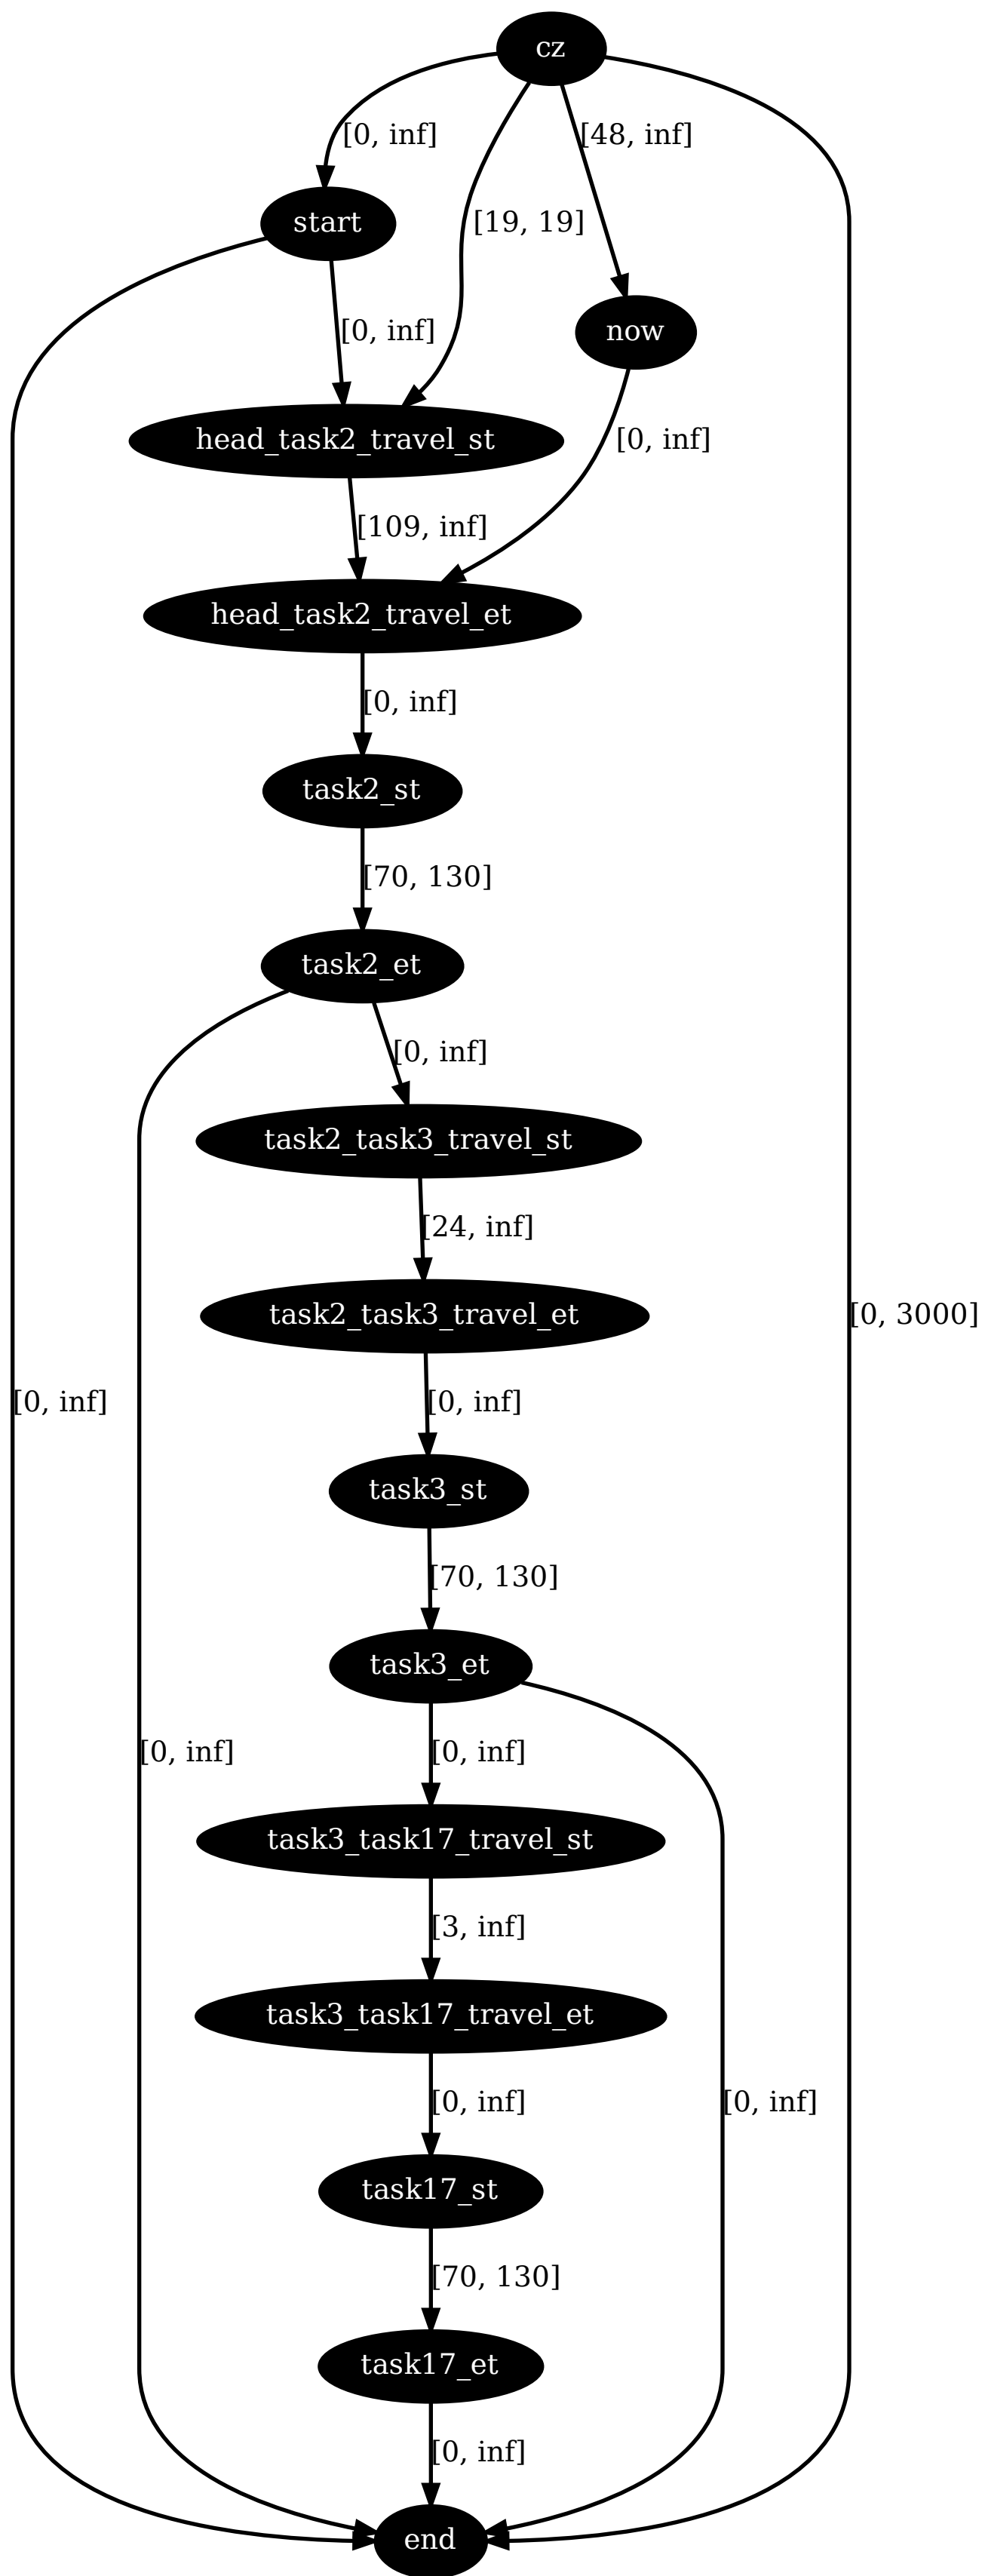 cz
[0, inf]
[48, inf]
start
[19, 19]
[0, inf]
now
head_task2_travel_st
[0, inf]
[109, inf]
head_task2_travel_et
[0, inf]
task2_st
[70, 130]
task2_et
[0, inf]
task2_task3_travel_st
[24, inf]
task2_task3_travel_et
[0, 3000]
[0, inf]
[0, inf]
task3_st
[70, 130]
task3_et
[0, inf]
[0, inf]
task3_task17_travel_st
[3, inf]
task3_task17_travel_et
[0, inf]
[0, inf]
task17_st
[70, 130]
task17_et
[0, inf]
end